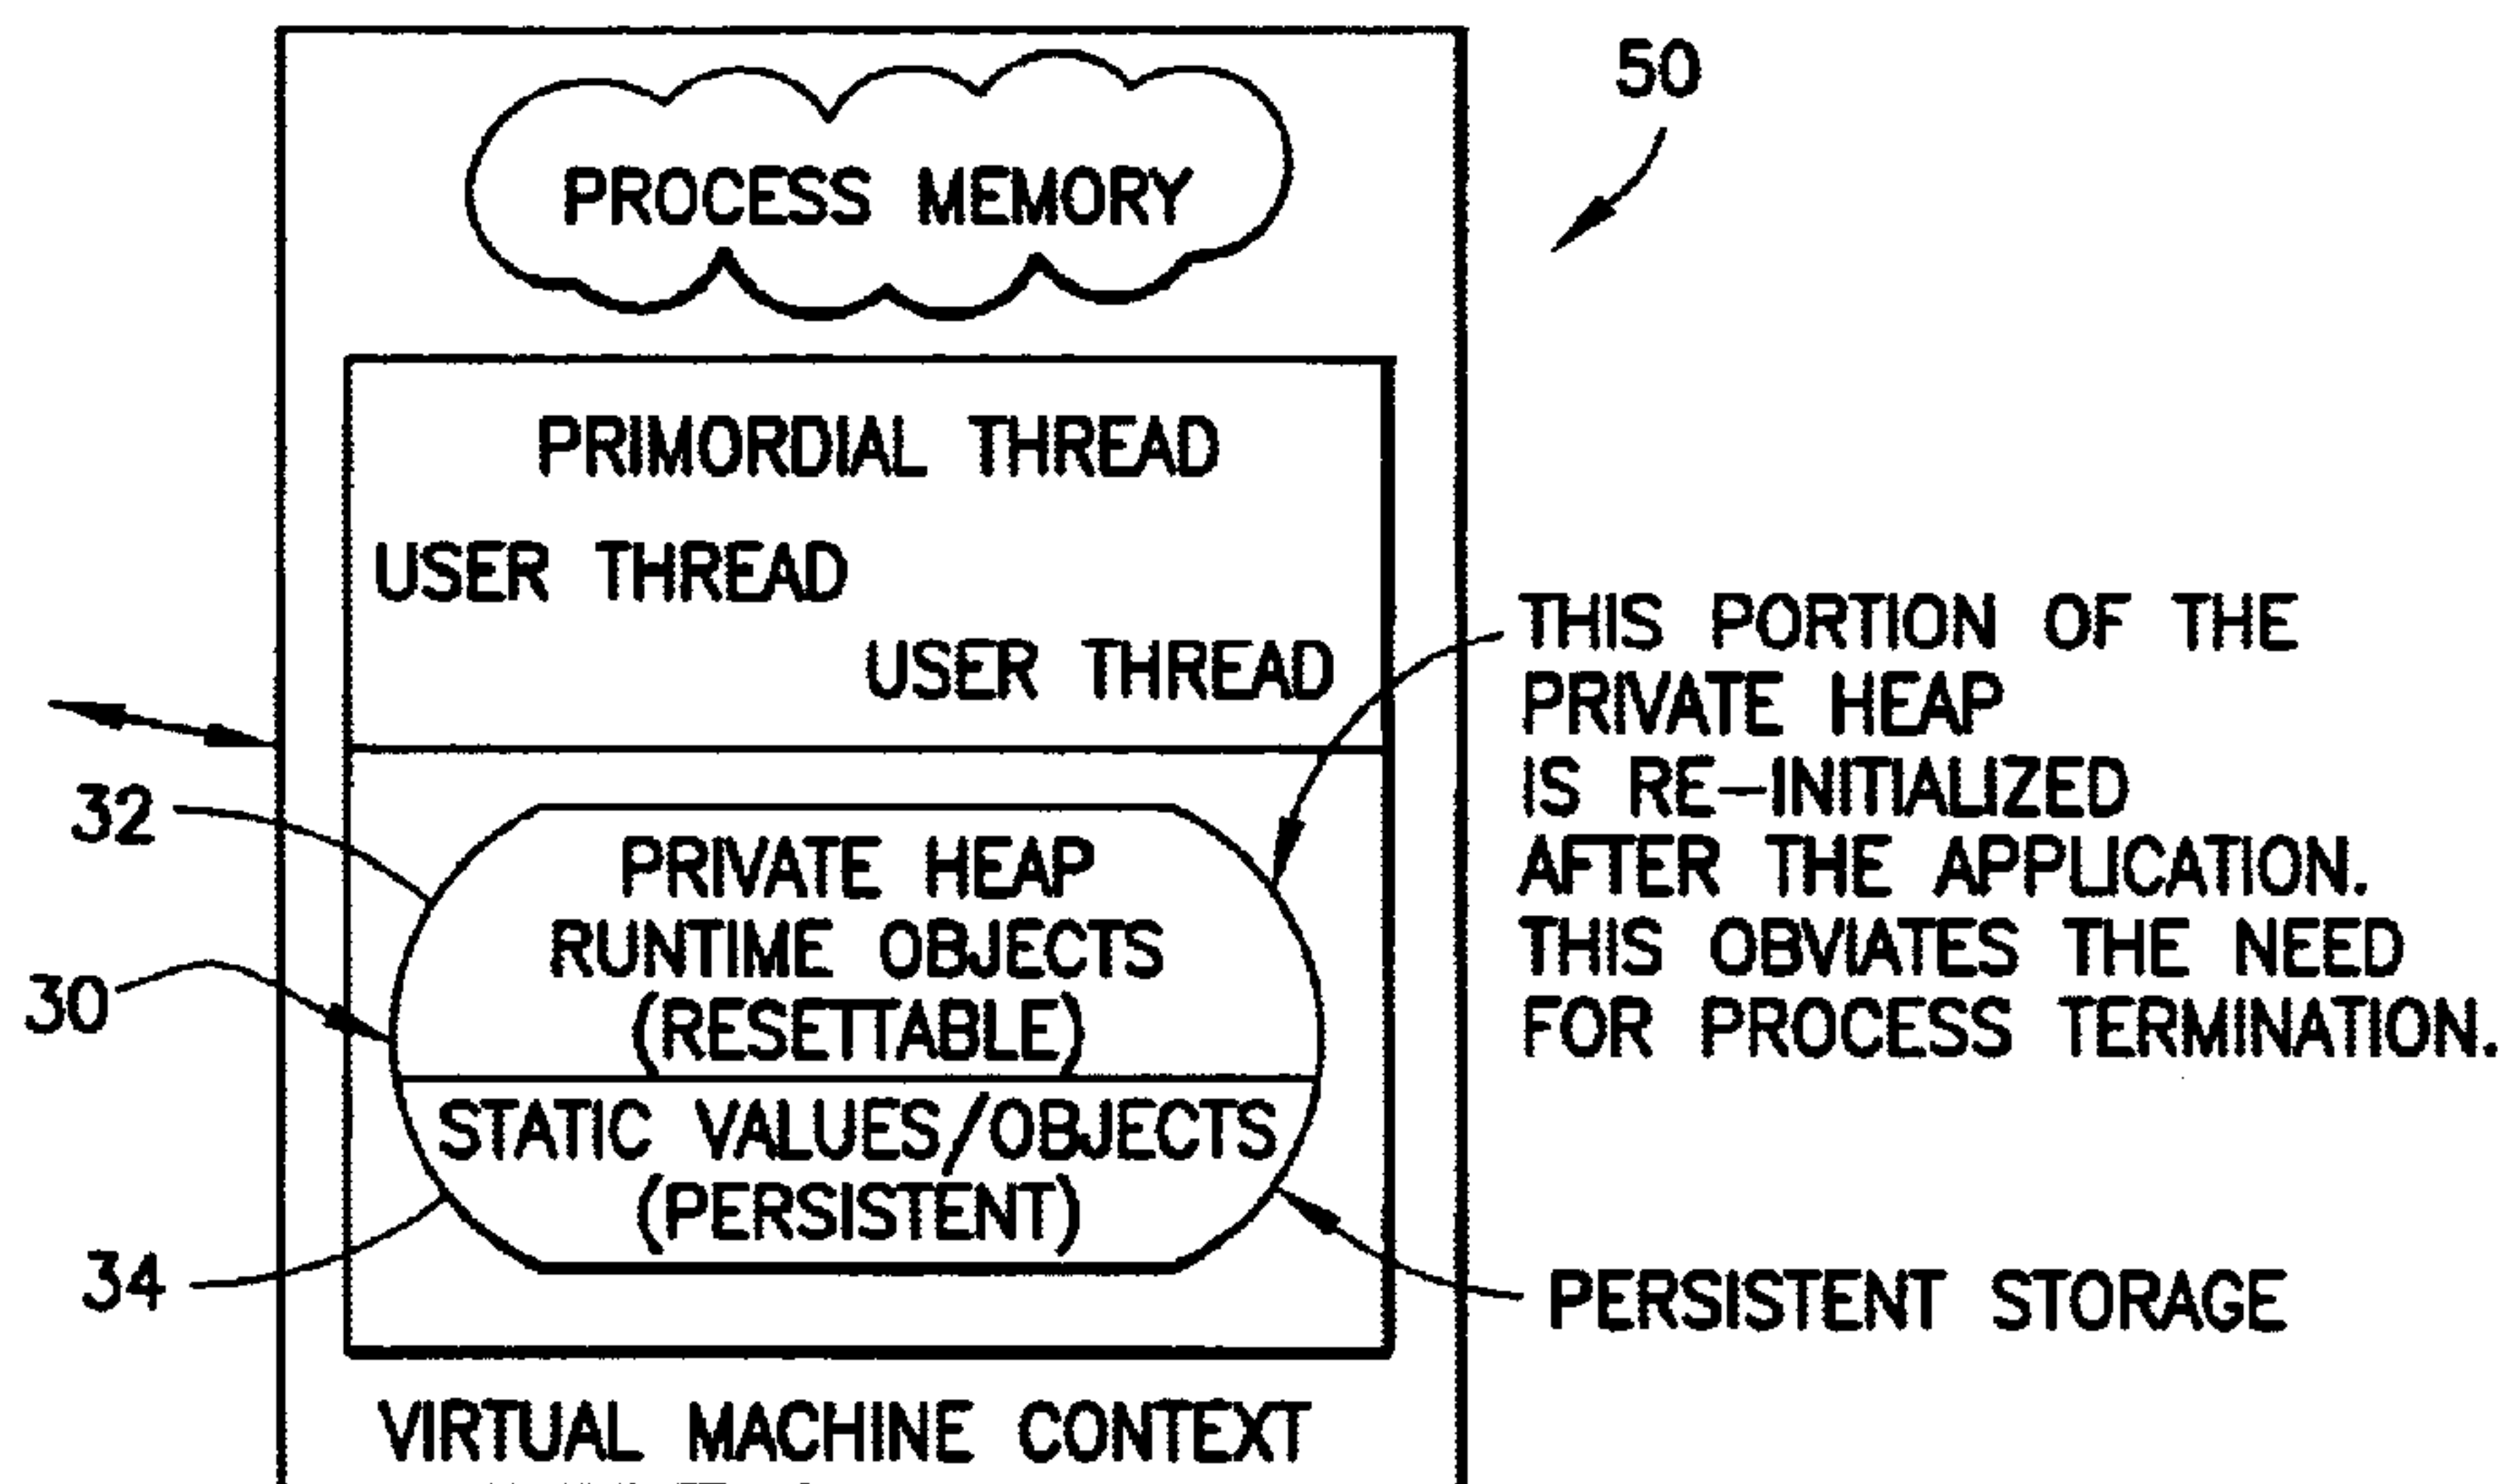 50
PROCESS MEMORY
PRIMORDIAL THREAD
USER THREAD
USER THREAD
THIS PORTION OF THE
PRIVATE HEAP
IS RE-INITIALIZED
AFTER THE APPLICATION.
THIS OBVIATES THE NEED
FOR PROCESS TERMINATION.
32
PRIVATE HEAP
RUNTIME OBJECTS
(RESETTABLE)
30
STATIC VALUES/OBJECTS
(PERSISTENT)
34
PERSISTENT STORAGE
VIRTUAL MACHINE CONTEXT